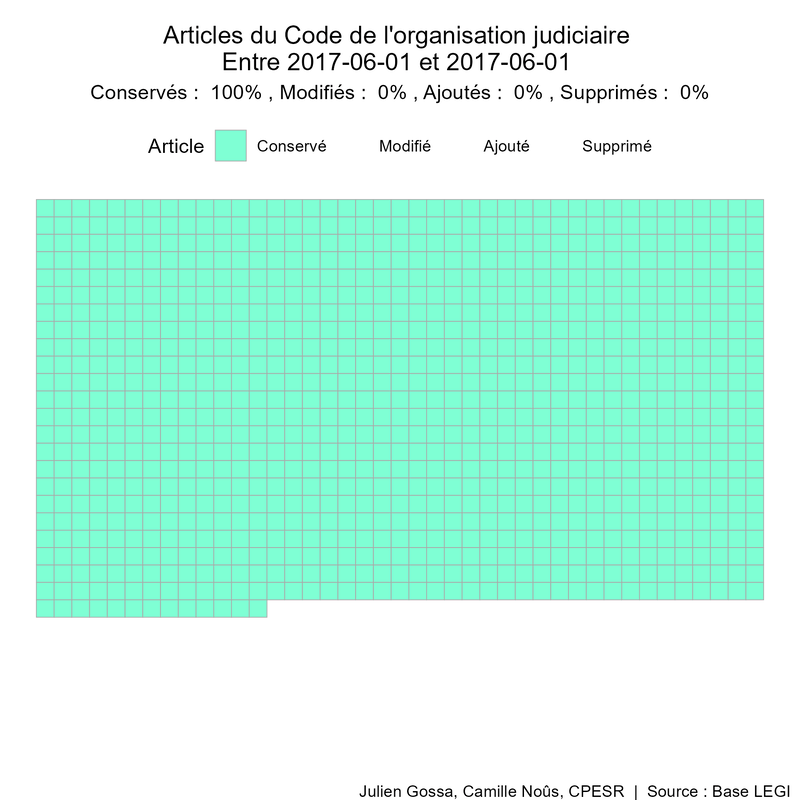 Articles du Code de l'organisation judiciaire
Entre 2017-06-01 et 2017-06-01
Conservés :  100% , Modifiés :  0% , Ajoutés :  0% , Supprimés :  0%
Article Conservé Modifié Ajouté Supprimé
Julien Gossa, Camille Noûs, CPESR  |  Source : Base LEGI